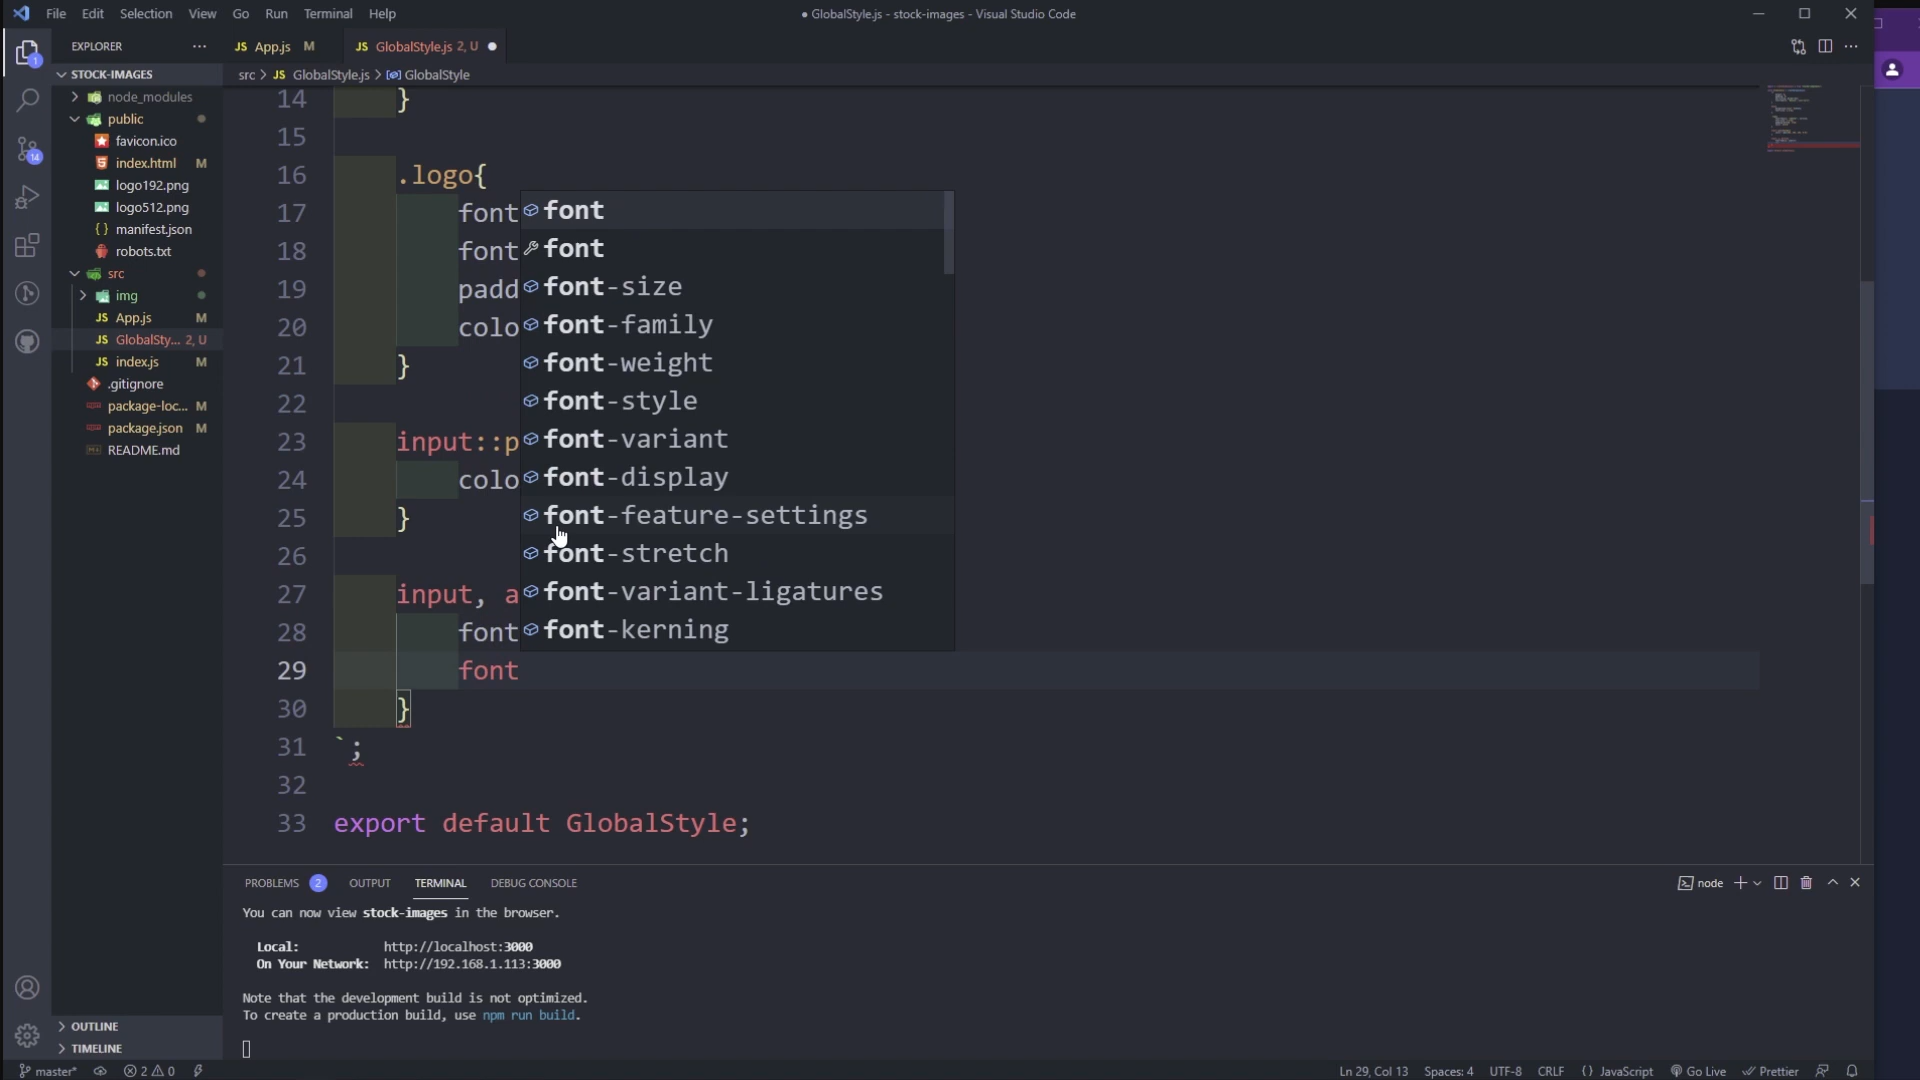 File Edit Selection View Go Run Terminal Help
● GlobalStyle.js - stock-images - Visual Studio Code
EXPLORER ···
JS App.js M
JS GlobalStyle.js 2, U ●
STOCK-IMAGES
src > JS GlobalStyle.js > GlobalStyle
node_modules
public
favicon.ico
index.html M
logo192.png
logo512.png
manifest.json
robots.txt
src
img
JS App.js M
JS GlobalSty... 2, U
JS index.js M
.gitignore
package-loc... M
package.json M
README.md
OUTLINE
TIMELINE
1
14
14 }
15
16 .logo{
17 font
18 font
19 padd
20 colo
21 }
22
23 input::p
24 colo
25 }
26
27 input, a
28 font
29 font
30 }
31 `;
32
33 export default GlobalStyle;
font
font
font-size
font-family
font-weight
font-style
font-variant
font-display
font-feature-settings
font-stretch
font-variant-ligatures
font-kerning
PROBLEMS 2 OUTPUT TERMINAL DEBUG CONSOLE
node
You can now view stock-images in the browser.
Local: http://localhost:3000
On Your Network: http://192.168.1.113:3000
Note that the development build is not optimized.
To create a production build, use npm run build.
master* 2 0
Ln 29, Col 13 Spaces: 4 UTF-8 CRLF {} JavaScript Go Live Prettier